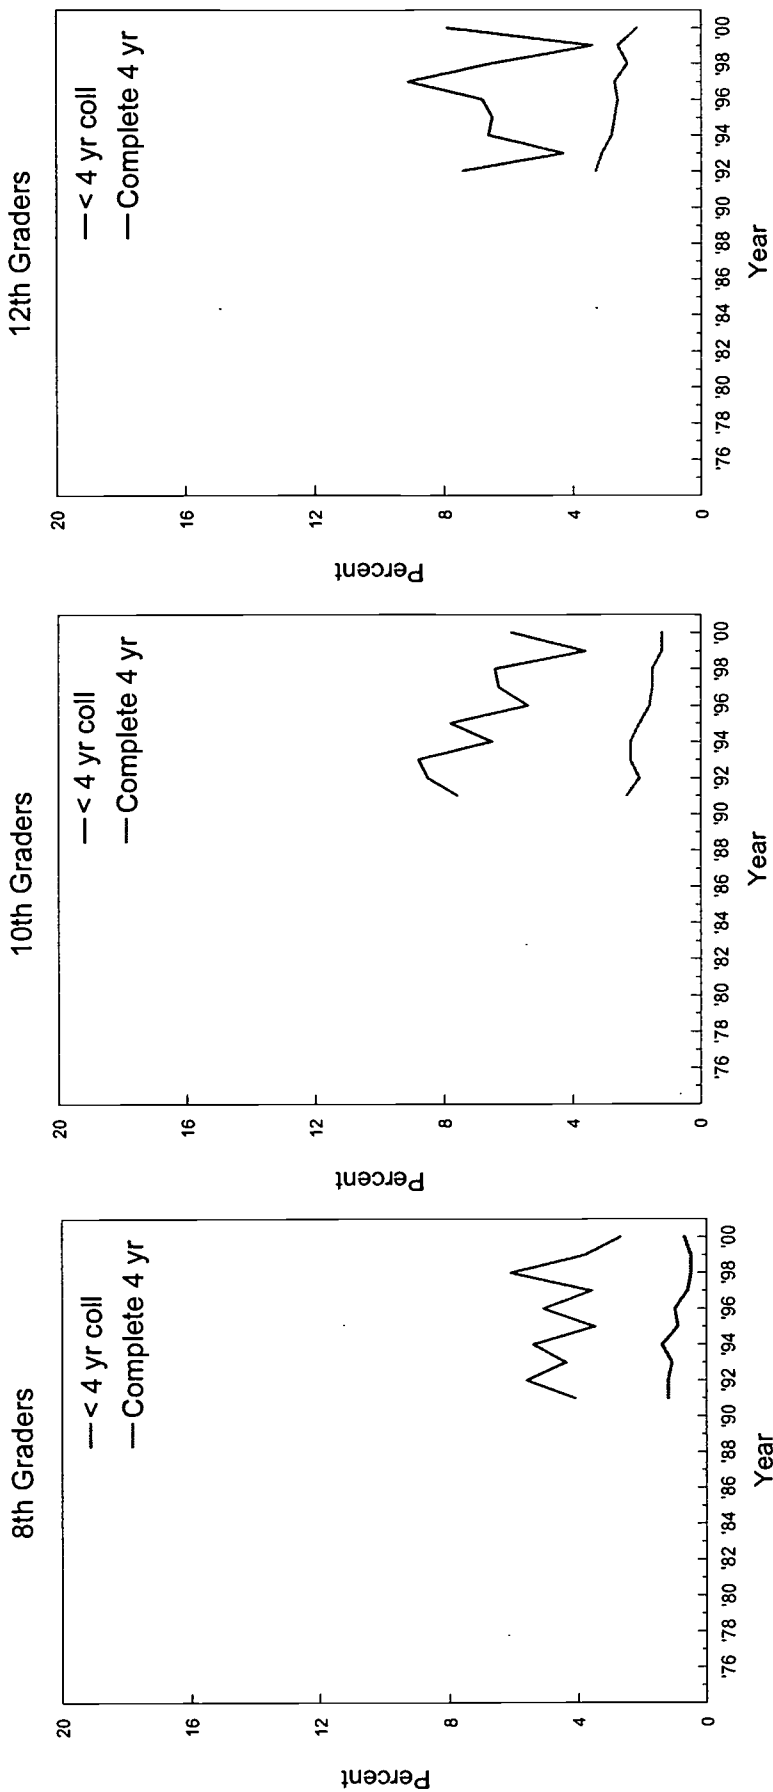 8th Graders
< 4 yr coll
Complete 4 yr
Percent
20
16
12
8
4
0
'76 '78 '80 '82 '84 '86 '88 '90 '92 '94 '96 '98 '00
Year
10th Graders
< 4 yr coll
Complete 4 yr
Percent
20
16
12
8
4
0
'76 '78 '80 '82 '84 '86 '88 '90 '92 '94 '96 '98 '00
Year
12th Graders
< 4 yr coll
Complete 4 yr
Percent
20
16
12
8
4
0
'76 '78 '80 '82 '84 '86 '88 '90 '92 '94 '96 '98 '00
Year